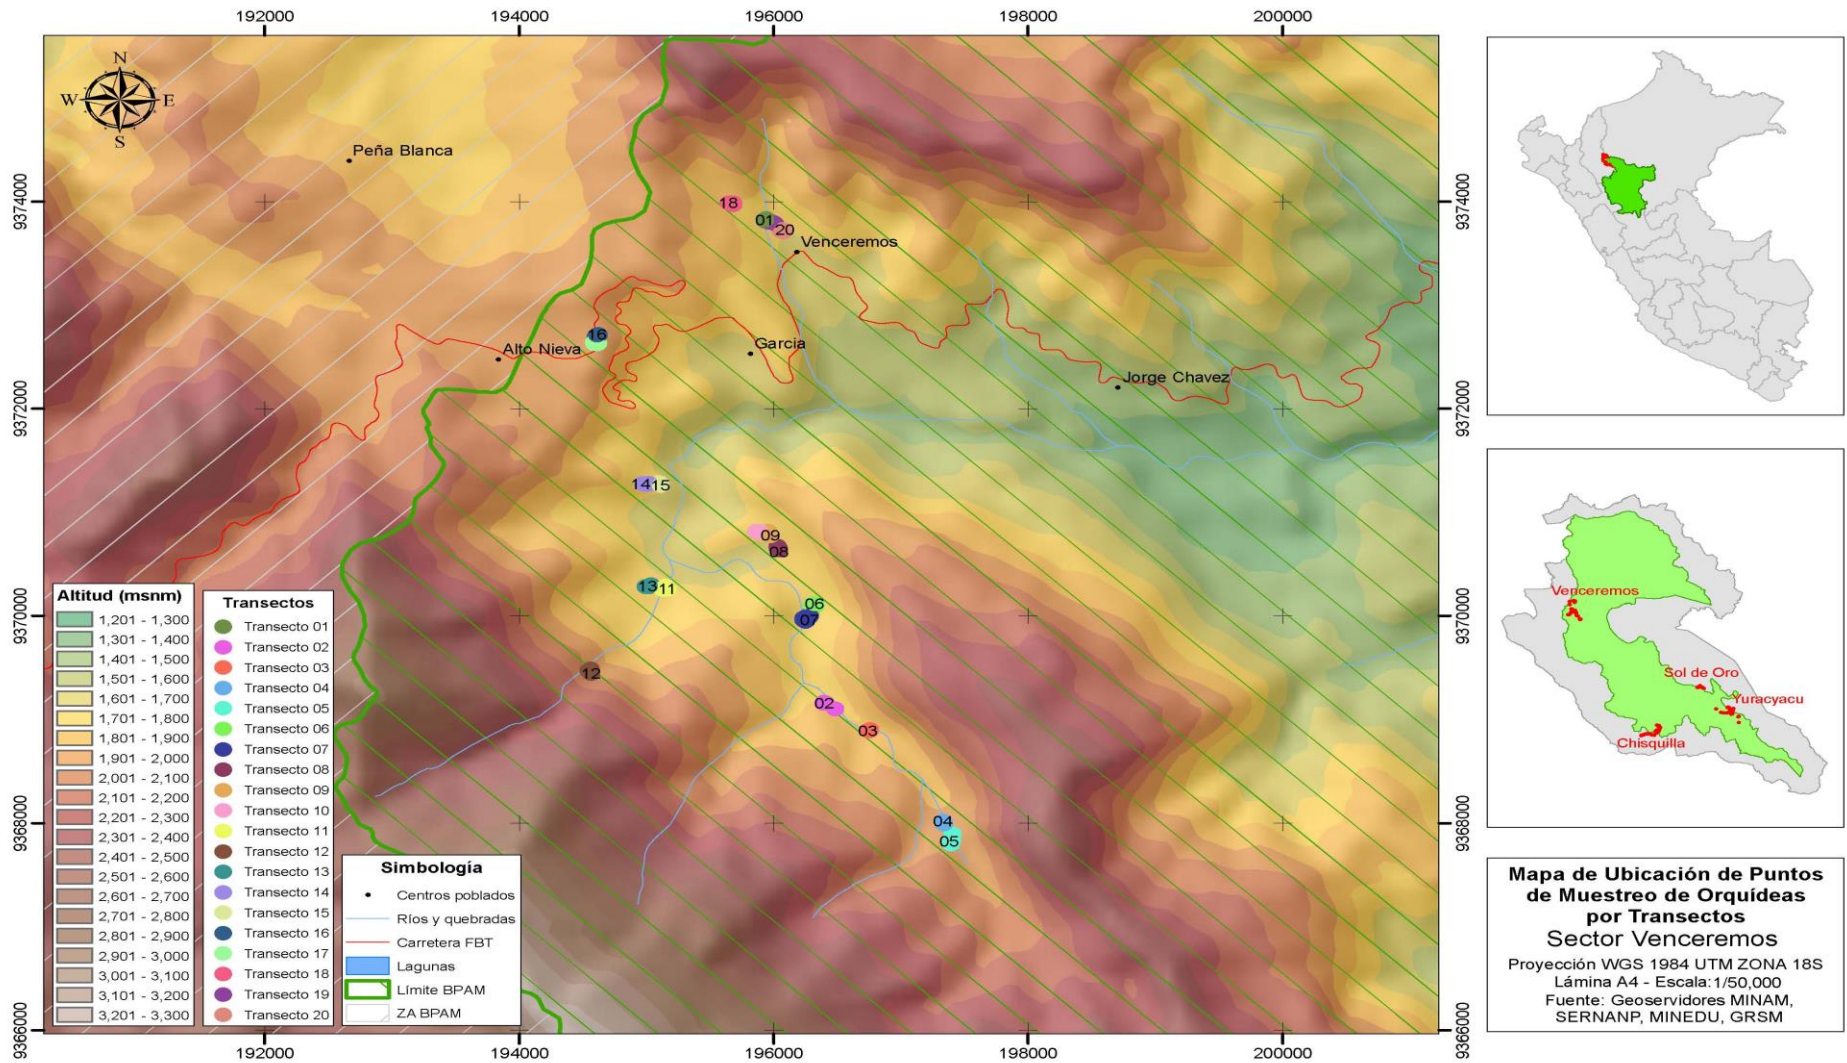 192000
194000
196000
198000
200000
N
W
E
S
Peña Blanca
9374000
9374000
18
01
20
Venceremos
16
Alto Nieva
Garcia
Jorge Chavez
9372000
9372000
14
15
09
08
13
11
06
07
9370000
9370000
12
02
03
04
05
9368000
9368000
9366000
9366000
192000
194000
196000
198000
200000
Altitud (msnm)
1,201 - 1,300
1,301 - 1,400
1,401 - 1,500
1,501 - 1,600
1,601 - 1,700
1,701 - 1,800
1,801 - 1,900
1,901 - 2,000
2,001 - 2,100
2,101 - 2,200
2,201 - 2,300
2,301 - 2,400
2,401 - 2,500
2,501 - 2,600
2,601 - 2,700
2,701 - 2,800
2,801 - 2,900
2,901 - 3,000
3,001 - 3,100
3,101 - 3,200
3,201 - 3,300
Transectos
Transecto 01
Transecto 02
Transecto 03
Transecto 04
Transecto 05
Transecto 06
Transecto 07
Transecto 08
Transecto 09
Transecto 10
Transecto 11
Transecto 12
Transecto 13
Transecto 14
Transecto 15
Transecto 16
Transecto 17
Transecto 18
Transecto 19
Transecto 20
Simbología
Centros poblados
Ríos y quebradas
Carretera FBT
Lagunas
Límite BPAM
ZA BPAM
Venceremos
Sol de Oro
Yuracyacu
Chisquilla
Mapa de Ubicación de Puntos
de Muestreo de Orquídeas
por Transectos
Sector Venceremos
Proyección WGS 1984 UTM ZONA 18S
Lámina A4 - Escala:1/50,000
Fuente: Geoservidores MINAM,
SERNANP, MINEDU, GRSM